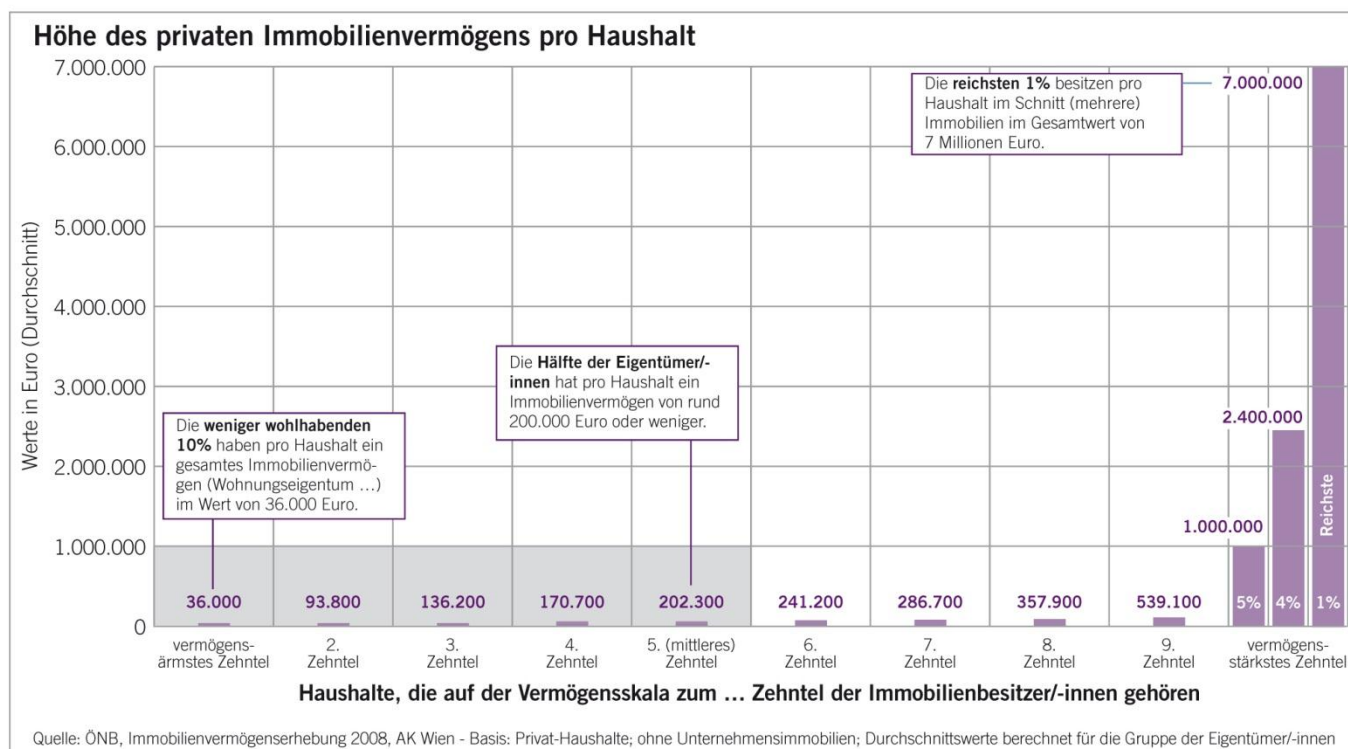 Höhe des privaten Immobilienvermögens pro Haushalt
Werte in Euro (Durchschnitt)
7.000.000
6.000.000
5.000.000
4.000.000
3.000.000
2.000.000
1.000.000
0
Die weniger wohlhabenden
10% haben pro Haushalt ein
gesamtes Immobilienvermö-
gen (Wohnungseigentum ...)
im Wert von 36.000 Euro.
Die Hälfte der Eigentümer/-
innen hat pro Haushalt ein
Immobilienvermögen von rund
200.000 Euro oder weniger.
Die reichsten 1% besitzen pro
Haushalt im Schnitt (mehrere)
Immobilien im Gesamtwert von
7 Millionen Euro.
7.000.000
2.400.000
1.000.000
Reichste
36.000
93.800
136.200
170.700
202.300
241.200
286.700
357.900
539.100
5%
4%
1%
vermögens-
ärmstes Zehntel
2.
Zehntel
3.
Zehntel
4.
Zehntel
5. (mittleres)
Zehntel
6.
Zehntel
7.
Zehntel
8.
Zehntel
9.
Zehntel
vermögens-
stärkstes Zehntel
Haushalte, die auf der Vermögensskala zum ... Zehntel der Immobilienbesitzer/-innen gehören
Quelle: ÖNB, Immobilienvermögenserhebung 2008, AK Wien - Basis: Privat-Haushalte; ohne Unternehmensimmobilien; Durchschnittswerte berechnet für die Gruppe der Eigentümer/-innen